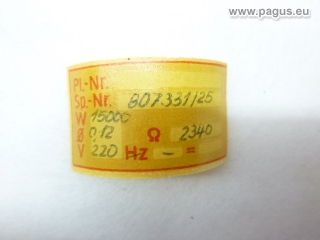 www.pagus.eu
Pl.-Nr.
Sp.-Nr. 807331/25
W 15000
Ø 0,12 Ω 2340
V 220 Hz - =